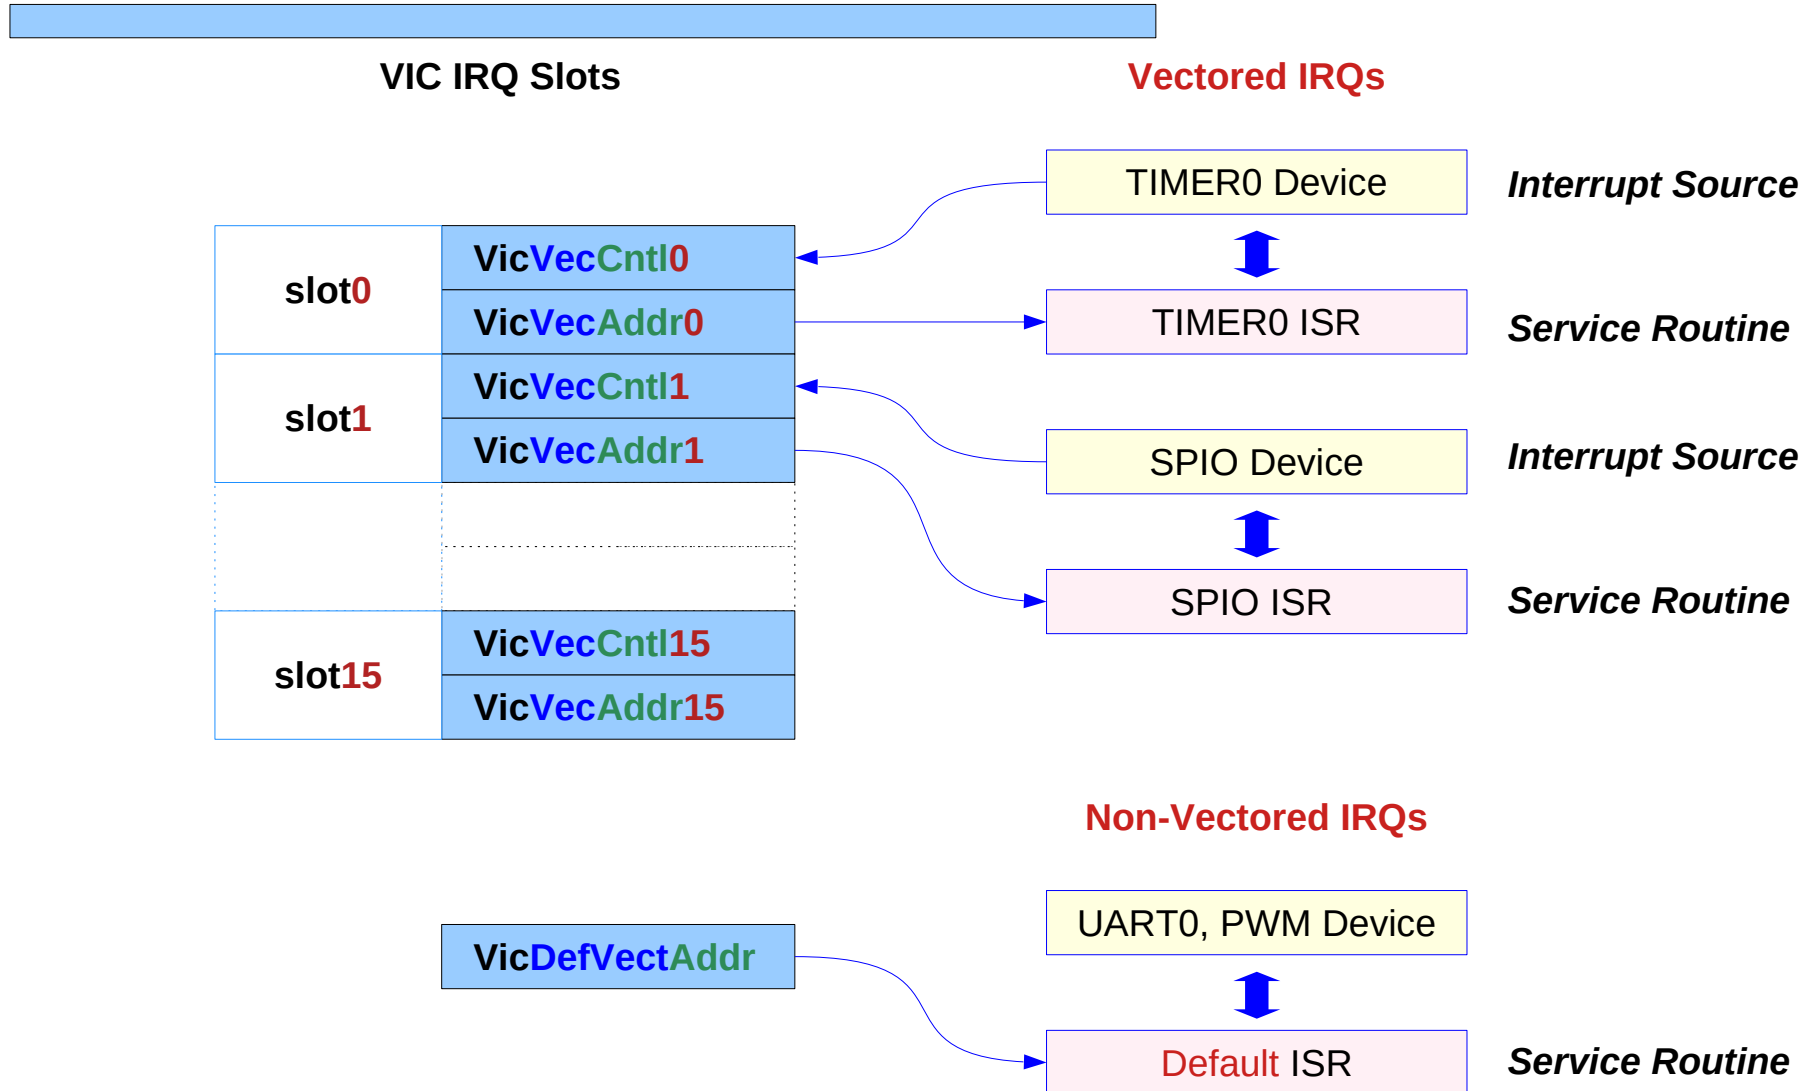 VIC IRQ Slots
Vectored IRQs
TIMER0 Device
Interrupt Source
slot0
VicVecCntl0
VicVecAddr0
TIMER0 ISR
Service Routine
slot1
VicVecCntl1
VicVecAddr1
SPIO Device
Interrupt Source
SPIO ISR
Service Routine
slot15
VicVecCntl15
VicVecAddr15
Non-Vectored IRQs
UART0, PWM Device
VicDefVectAddr
Default ISR
Service Routine